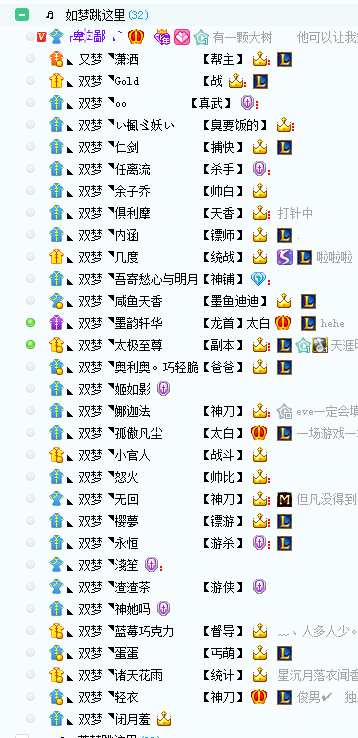 如梦跳这里 (32)
卑鄙 有一颗大树 他可以让我
又梦 ◥潇洒 【帮主】
双梦 ◥Gold 【战】
双梦 ◥oo 【真武】
双梦 ◥ぃ楓彡妖ぃ 【臭要饭的】
双梦 ◥仁剑 【捕快】
双梦 ◥任离流 【杀手】
双梦 ◥余子乔 【帅白】
双梦 ◥俱利摩 【天香】 打针中
双梦 ◥内涵 【镖师】
双梦 ◥几度 【统战】 啦啦啦
双梦 ◥吾寄愁心与明月【神铺】
双梦 ◥咸鱼天香 【墨鱼迪迪】
双梦 ◥墨韵轩华 【龙首】太白 hehe
双梦 ◥太极至尊 【副本】 天涯
双梦 ◥奥利奥。巧轻脆【爸爸】
双梦 ◥姬如影
双梦 ◥娜迦法 【神刀】 eve一定会
双梦 ◥孤傲凡尘 【太白】 一场游戏一
双梦 ◥小官人 【战斗】
双梦 ◥怒火 【帅比】
双梦 ◥无回 【神刀】 但凡没得到
双梦 ◥樱夢 【镖游】
双梦 ◥永恒 【游杀】
双梦 ◥淺笙
双梦 ◥渣渣茶 【游侠】
双梦 ◥神她吗
双梦 ◥蓝莓巧克力 【督导】 ﹏、人多人少。
双梦 ◥蛋蛋 【丐萌】
双梦 ◥诸天花雨 【统计】 星沉月落衣闻香
双梦 ◥轻衣 【神刀】 俊男✔ 独
双梦 ◥闭月羞